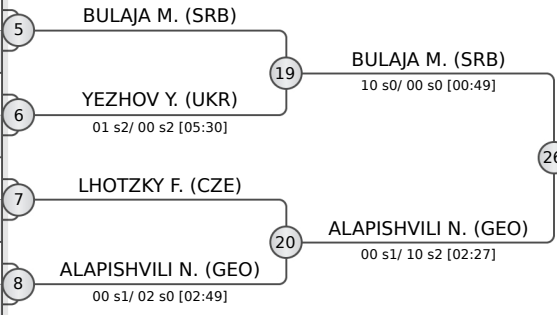 BULAJA M. (SRB)
5
19
BULAJA M. (SRB)
10 s0/ 00 s0 [00:49]
YEZHOV Y. (UKR)
6
01 s2/ 00 s2 [05:30]
26
LHOTZKY F. (CZE)
7
20
ALAPISHVILI N. (GEO)
00 s1/ 10 s2 [02:27]
ALAPISHVILI N. (GEO)
8
00 s1/ 02 s0 [02:49]